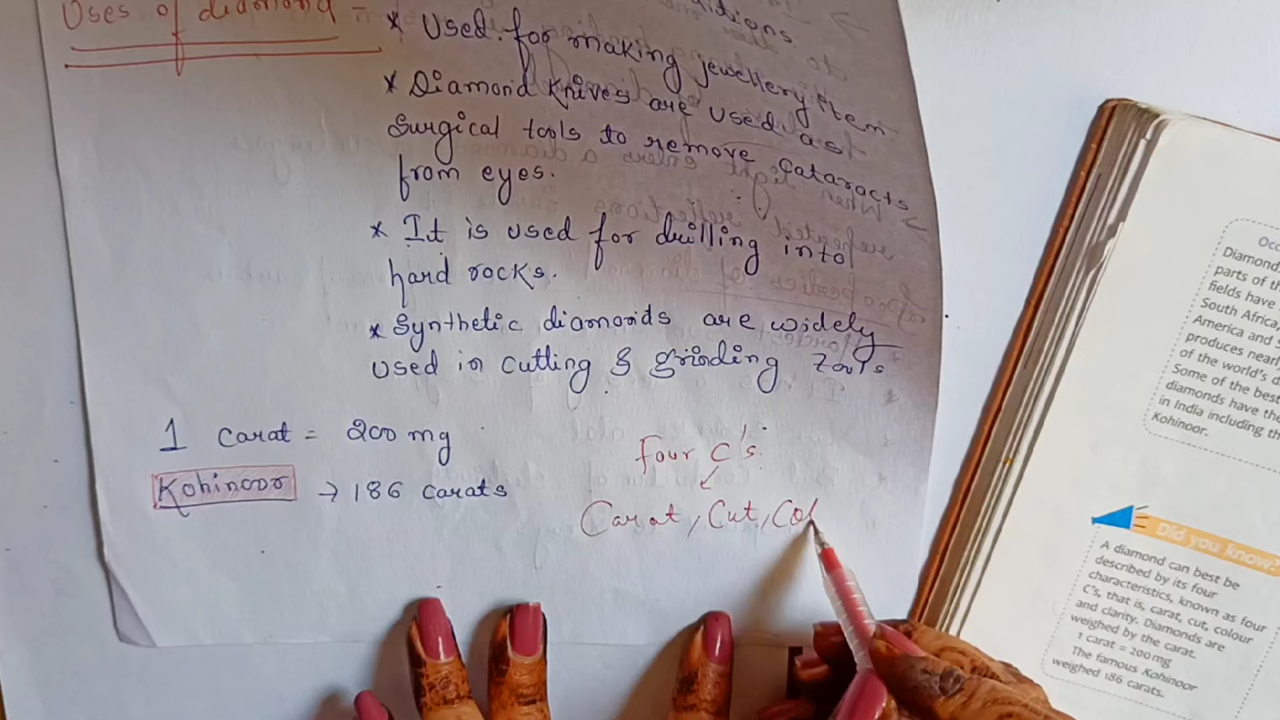 Uses of diamond -
* Used for making jewellery item
* Diamond Knives are used as
Surgical tools to remove Cataracts
from eyes.
* It is used for drilling into
hard rocks.
* Synthetic diamonds are widely
used in Cutting & grinding tools
1 Carat = 200 mg
Kohinoor → 186 Carats
Four C's
Carat, Cut, Col
Diamond
parts of th
fields have
South Africa,
America and S
produces near
of the world's d
Some of the best
diamonds have the
in India including th
Kohinoor.
Did you know?
A diamond can best be
described by its four
characteristics, known as four
C's, that is, carat, cut, colour
and clarity. Diamonds are
weighed by the carat.
1 carat = 200 mg
The famous Kohinoor
weighed 186 carats.